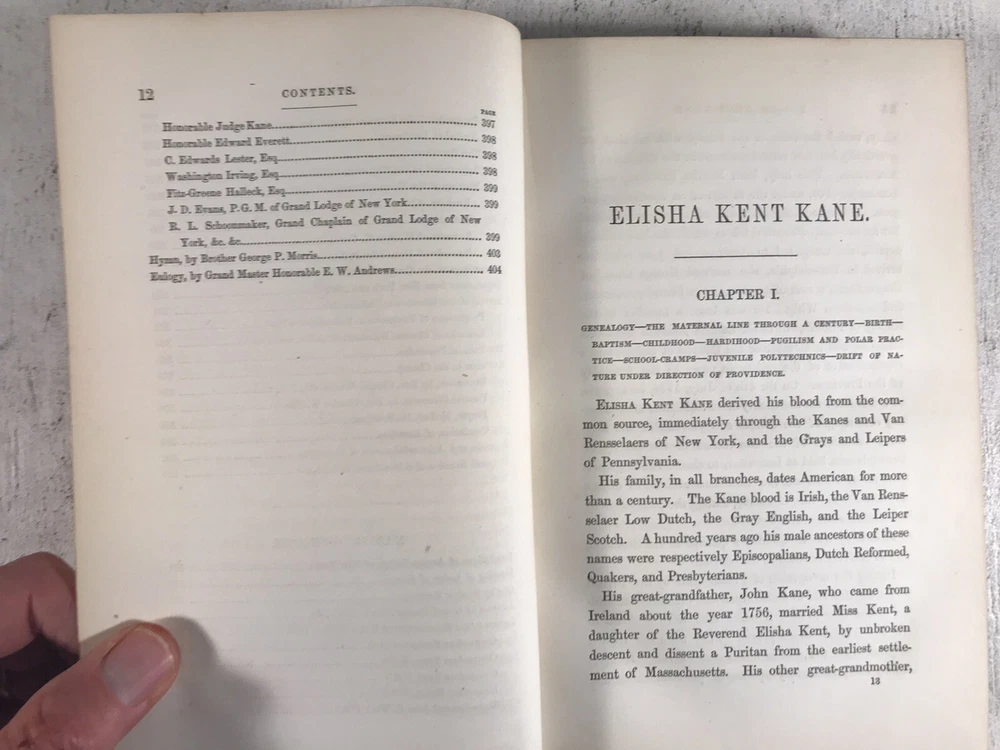 12
CONTENTS.
PAGE
Honorable Judge Kane........ 397
Honorable Edward Everett........ 398
C. Edwards Lester, Esq........ 398
Washington Irving, Esq........ 398
Fitz-Greene Halleck, Esq........ 399
J. D. Evans, P. G. M. of Grand Lodge of New York........ 399
R. L. Schoonmaker, Grand Chaplain of Grand Lodge of New
York, &c. &c........ 399
Hymn, by Brother George P. Morris........ 403
Eulogy, by Grand Master Honorable E. W. Andrews........ 404
ELISHA KENT KANE.
CHAPTER I.
GENEALOGY—THE MATERNAL LINE THROUGH A CENTURY—BIRTH—
BAPTISM—CHILDHOOD—HARDIHOOD—PUGILISM AND POLAR PRAC-
TICE—SCHOOL-CRAMPS—JUVENILE POLYTECHNICS—DRIFT OF NA-
TURE UNDER DIRECTION OF PROVIDENCE.
ELISHA KENT KANE derived his blood from the com-
mon source, immediately through the Kanes and Van
Rensselaers of New York, and the Grays and Leipers
of Pennsylvania.
His family, in all branches, dates American for more
than a century. The Kane blood is Irish, the Van Rens-
selaer Low Dutch, the Gray English, and the Leiper
Scotch. A hundred years ago his male ancestors of these
names were respectively Episcopalians, Dutch Reformed,
Quakers, and Presbyterians.
His great-grandfather, John Kane, who came from
Ireland about the year 1756, married Miss Kent, a
daughter of the Reverend Elisha Kent, by unbroken
descent and dissent a Puritan from the earliest settle-
ment of Massachusetts. His other great-grandmother,
13